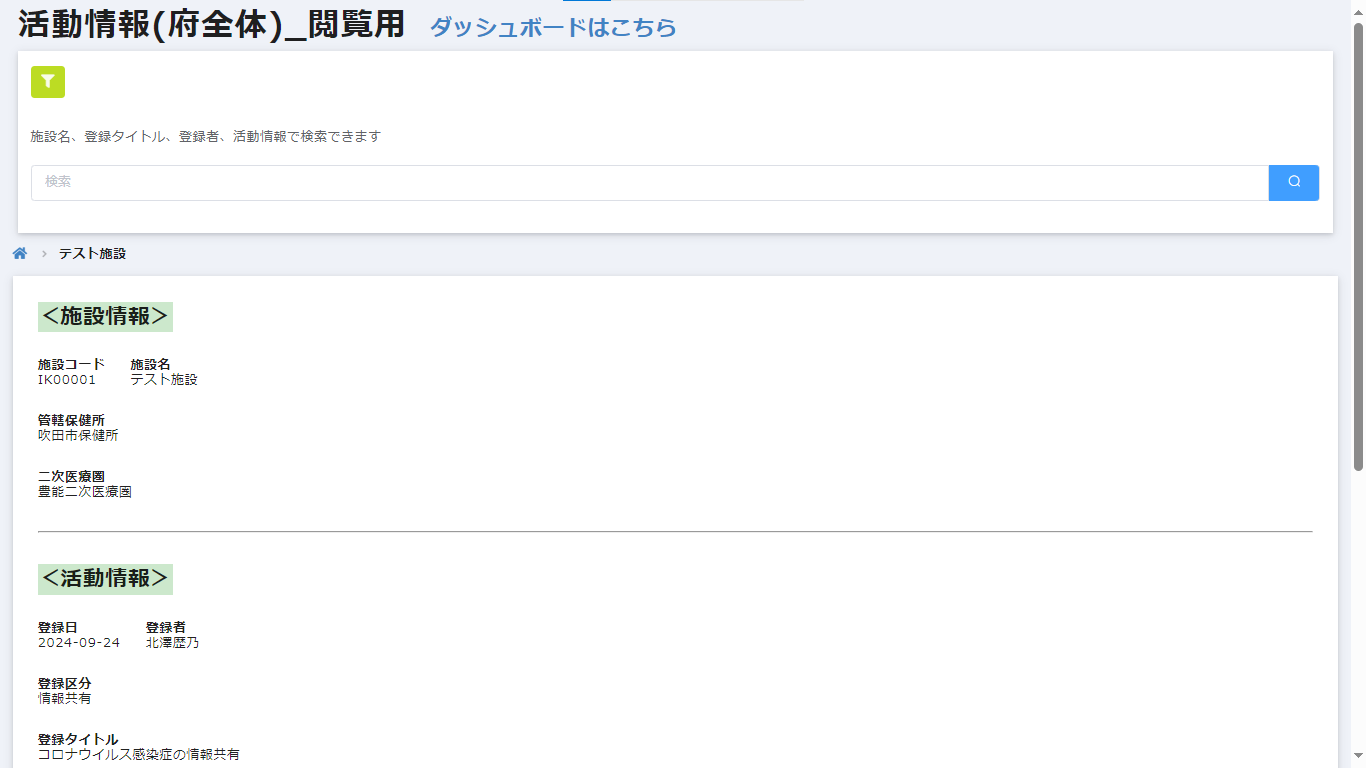 活動情報(府全体)_閲覧用 ダッシュボードはこちら
施設名、登録タイトル、登録者、活動情報で検索できます
検索
テスト施設
＜施設情報＞
施設コード 施設名
IK00001 テスト施設
管轄保健所
吹田市保健所
二次医療圏
豊能二次医療圏
＜活動情報＞
登録日 登録者
2024-09-24 北澤歴乃
登録区分
情報共有
登録タイトル
コロナウイルス感染症の情報共有